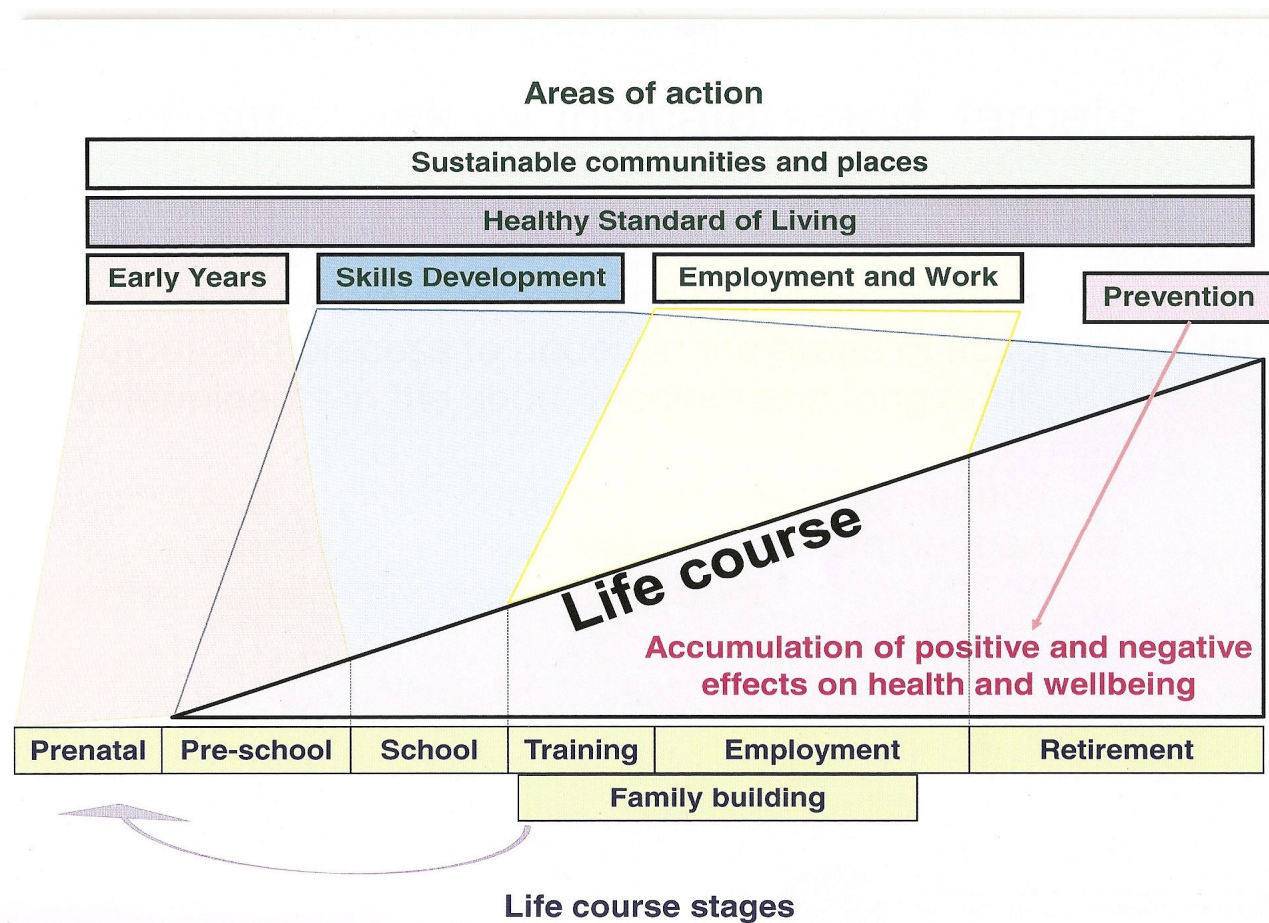 Areas of action
Sustainable communities and places
Healthy Standard of Living
Early Years
Skills Development
Employment and Work
Prevention
Life course
Accumulation of positive and negative
effects on health and wellbeing
Prenatal
Pre-school
School
Training
Employment
Retirement
Family building
Life course stages